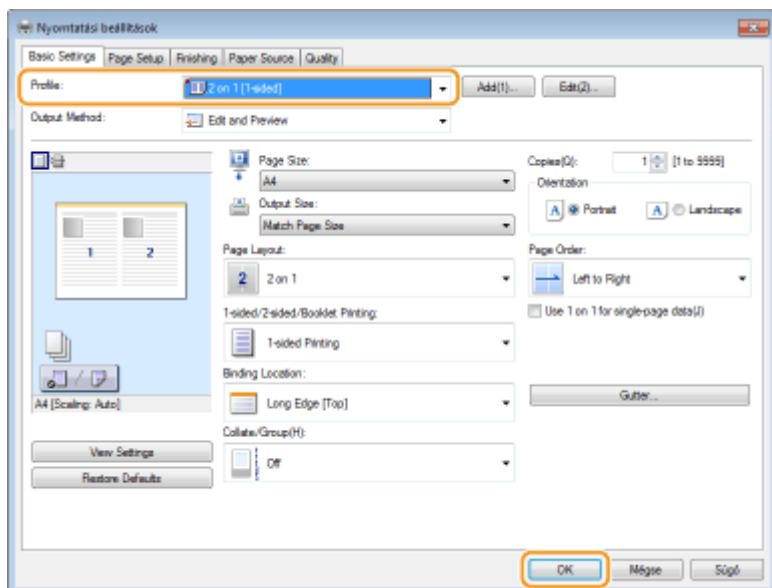 Nyomtatási beállítások
Basic Settings Page Setup Finishing Paper Source Quality
Profile: 2 on 1 [1-sided] Add(1)... Edit(2)...
Output Method: Edit and Preview
Page Size: Copies(Q): 1 [1 to 9999]
A4 Orientation
Output Size: A Portrait A Landscape
Match Page Size
Page Layout: Page Order:
1 2 2 2 on 1 Left to Right
1-sided/2-sided/Booklet Printing: Use 1 on 1 for single-page data(J)
1-sided Printing
Binding Location:
A4 [Scaling: Auto] Long Edge [Top] Gutter...
Collate/Group(H):
View Settings Off
Restore Defaults
OK Mégse Súgó